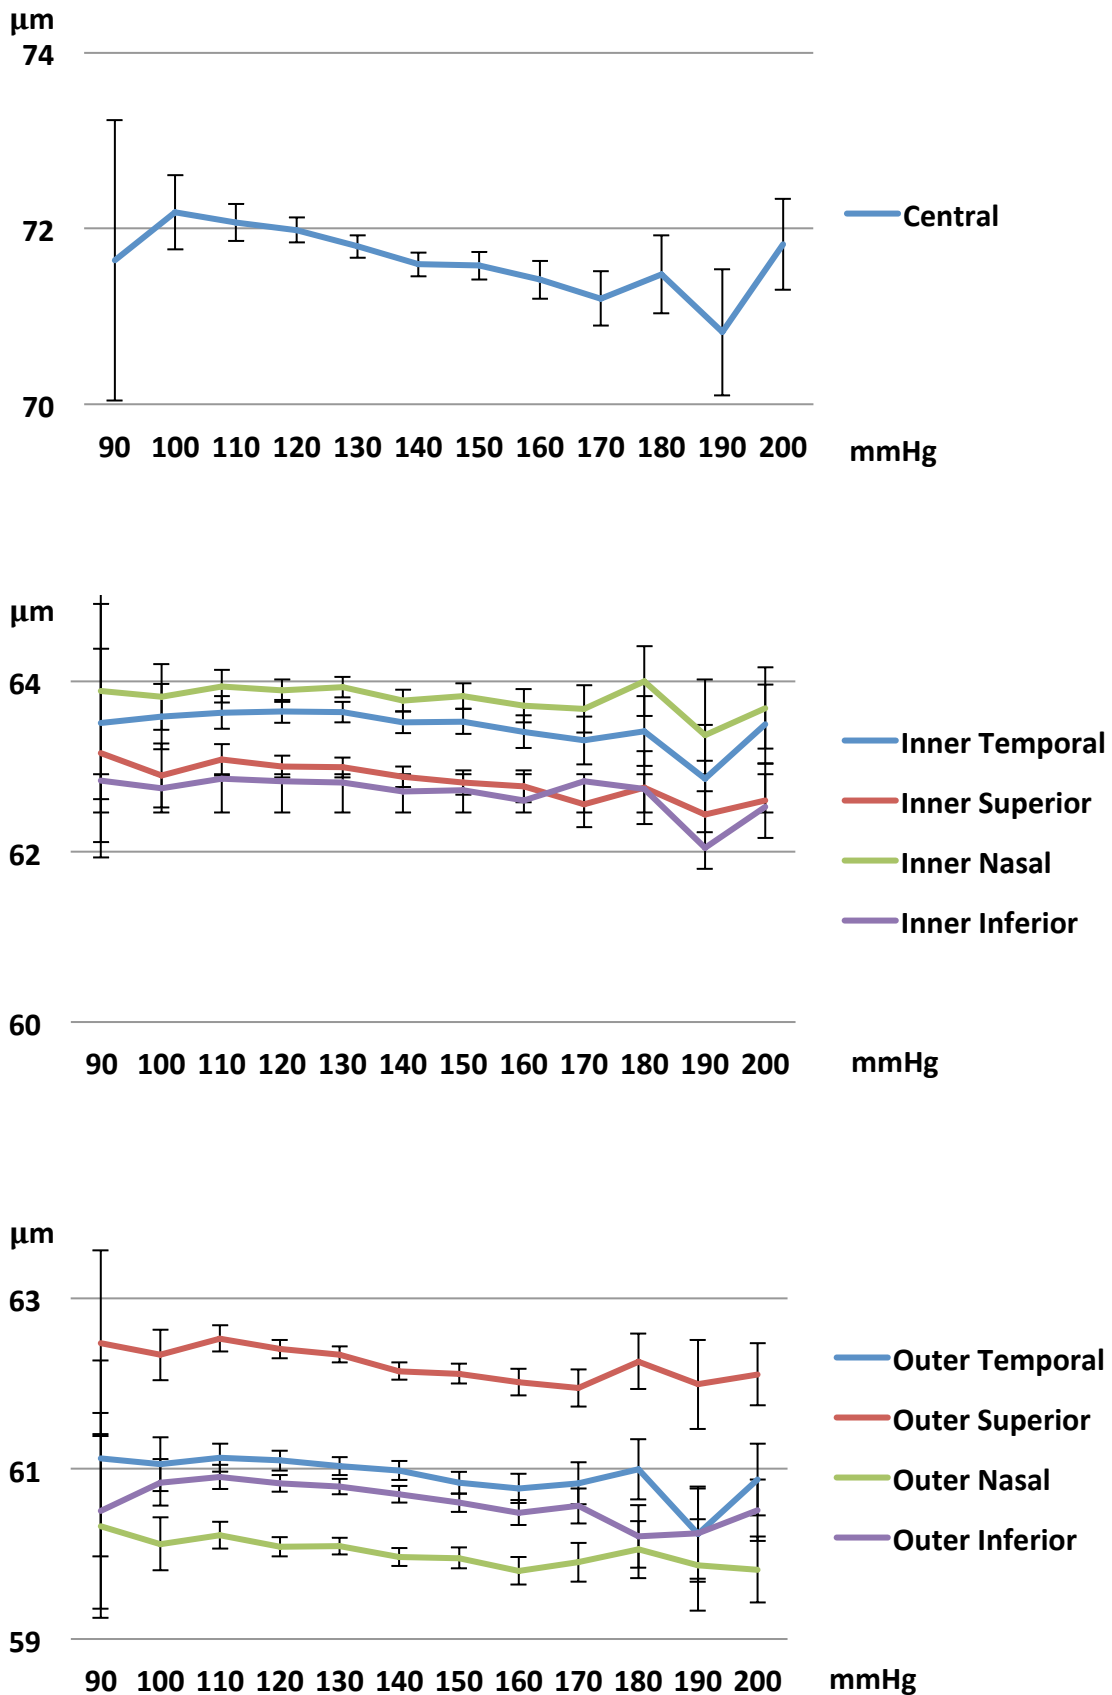 μm
74
72
Central
70
90 100 110 120 130 140 150 160 170 180 190 200 mmHg
μm
64
Inner Temporal
Inner Superior
62
Inner Nasal
Inner Inferior
60
90 100 110 120 130 140 150 160 170 180 190 200 mmHg
μm
63
Outer Temporal
Outer Superior
61
Outer Nasal
Outer Inferior
59
90 100 110 120 130 140 150 160 170 180 190 200 mmHg